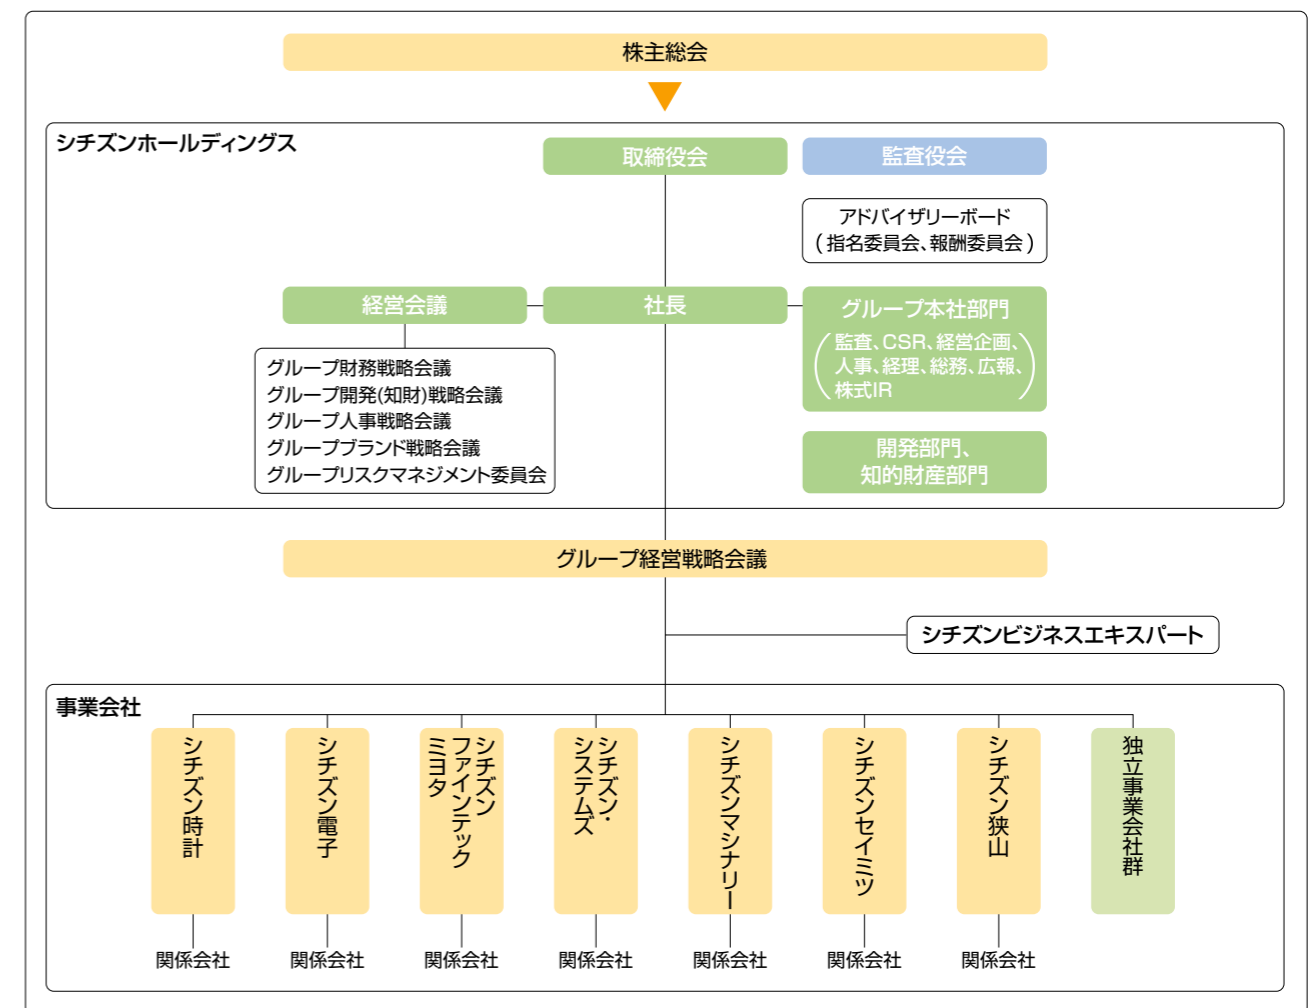 株主総会
シチズンホールディングス
取締役会
監査役会
アドバイザリーボード
(指名委員会、報酬委員会)
経営会議
社長
グループ本社部門
(監査、CSR、経営企画、
人事、経理、総務、広報、
株式IR)
グループ財務戦略会議
グループ開発(知財)戦略会議
グループ人事戦略会議
グループブランド戦略会議
グループリスクマネジメント委員会
開発部門、
知的財産部門
グループ経営戦略会議
シチズンビジネスエキスパート
事業会社
シチズン時計
シチズン電子
シチズン
ファインテック
ミヨタ
シチズン・
システムズ
シチズンマシナリー
シチズンセイミツ
シチズン狭山
独立事業会社群
関係会社
関係会社
関係会社
関係会社
関係会社
関係会社
関係会社